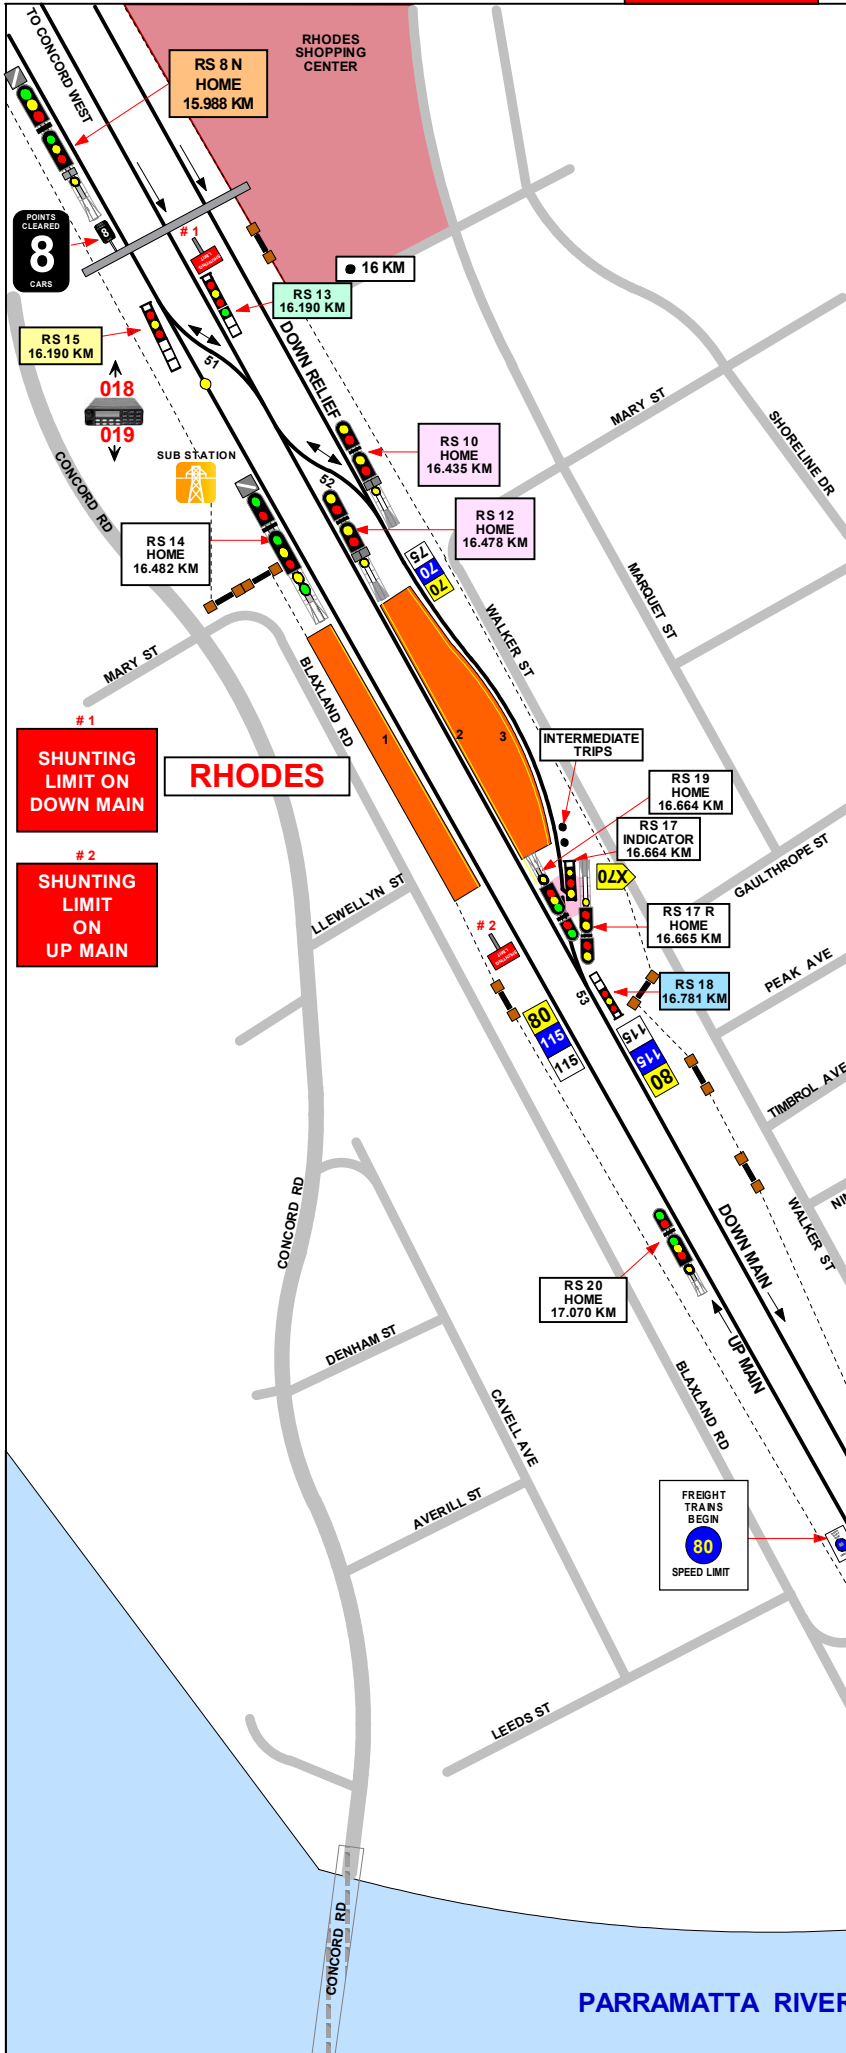 TO CONCORD WEST
RHODES
SHOPPING
CENTER
RS 8 N
HOME
15.988 KM
POINTS
CLEARED
8
CARS
8
# 1
SHUNTING
LIMIT
16 KM
RS 13
16.190 KM
RS 15
16.190 KM
51
DOWN RELIEF
018
019
MARY ST
SHORELINE DR
CONCORD RD
SUB STATION
RS 10
HOME
16.435 KM
52
RS 12
HOME
16.478 KM
RS 14
HOME
16.482 KM
75
70
70
MARQUET ST
WALKER ST
MARY ST
BLAXLAND RD
# 1
SHUNTING
LIMIT ON
DOWN MAIN
RHODES
1
2
3
INTERMEDIATE
TRIPS
RS 19
HOME
16.664 KM
RS 17
INDICATOR
16.664 KM
X70
GAULTHROPE ST
# 2
SHUNTING
LIMIT
ON
UP MAIN
LLEWELLYN ST
RS 17 R
HOME
16.665 KM
# 2
SHUNTING
LIMIT
53
RS 18
16.781 KM
PEAK AVE
80
115
115
115
115
80
TIMBROL AVE
CONCORD RD
WALKER ST
NI
DOWN MAIN
RS 20
HOME
17.070 KM
UP MAIN
DENHAM ST
BLAXLAND RD
CAVELL AVE
AVERILL ST
FREIGHT
TRAINS
BEGIN
80
SPEED LIMIT
LEEDS ST
CONCORD RD
PARRAMATTA RIVER